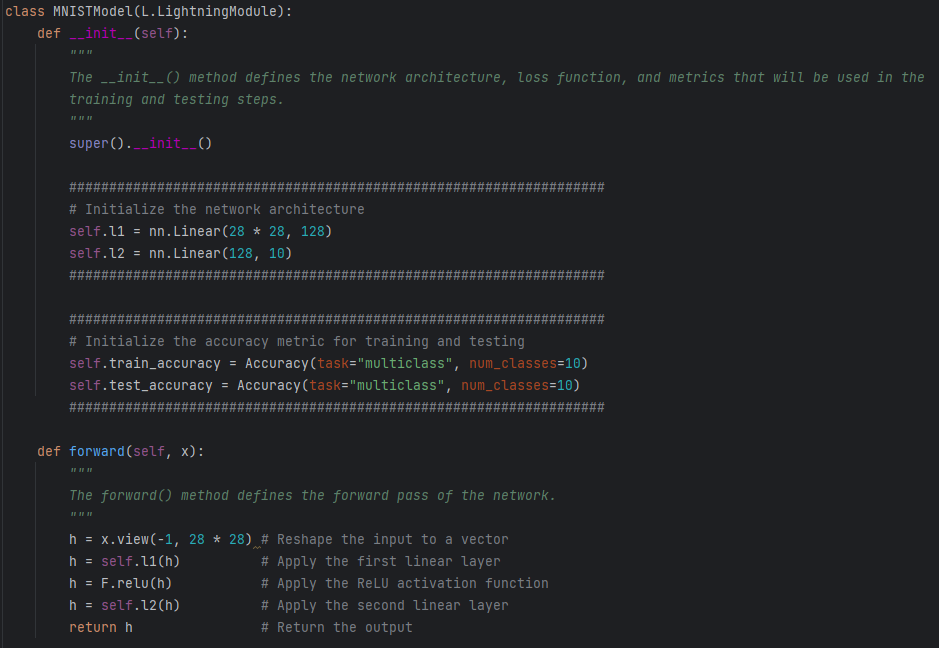 class MNISTModel(L.LightningModule):
    def __init__(self):
        """
        The __init__() method defines the network architecture, loss function, and metrics that will be used in the
        training and testing steps.
        """
        super().__init__()

        ###################################################################
        # Initialize the network architecture
        self.l1 = nn.Linear(28 * 28, 128)
        self.l2 = nn.Linear(128, 10)
        ###################################################################

        ###################################################################
        # Initialize the accuracy metric for training and testing
        self.train_accuracy = Accuracy(task="multiclass", num_classes=10)
        self.test_accuracy = Accuracy(task="multiclass", num_classes=10)
        ###################################################################

    def forward(self, x):
        """
        The forward() method defines the forward pass of the network.
        """
        h = x.view(-1, 28 * 28) # Reshape the input to a vector
        h = self.l1(h)          # Apply the first linear layer
        h = F.relu(h)           # Apply the ReLU activation function
        h = self.l2(h)          # Apply the second linear layer
        return h                # Return the output